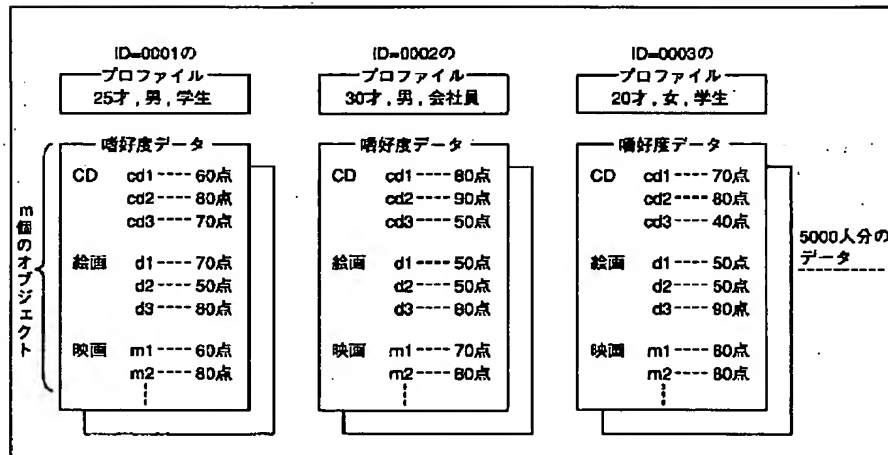 ID=0001の
プロファイル
25才, 男, 学生
ID=0002の
プロファイル
30才, 男, 会社員
ID=0003の
プロファイル
20才, 女, 学生
m個のオブジェクト
嗜好度データ
CD cd1 ---- 60点
cd2 ---- 80点
cd3 ---- 70点
絵画 d1 ---- 70点
d2 ---- 50点
d3 ---- 80点
映画 m1 ---- 60点
m2 ---- 80点
嗜好度データ
CD cd1 ---- 80点
cd2 ---- 90点
cd3 ---- 50点
絵画 d1 ---- 50点
d2 ---- 50点
d3 ---- 80点
映画 m1 ---- 70点
m2 ---- 80点
嗜好度データ
CD cd1 ---- 70点
cd2 ---- 80点
cd3 ---- 40点
絵画 d1 ---- 50点
d2 ---- 50点
d3 ---- 90点
映画 m1 ---- 80点
m2 ---- 80点
5000人分の
データ